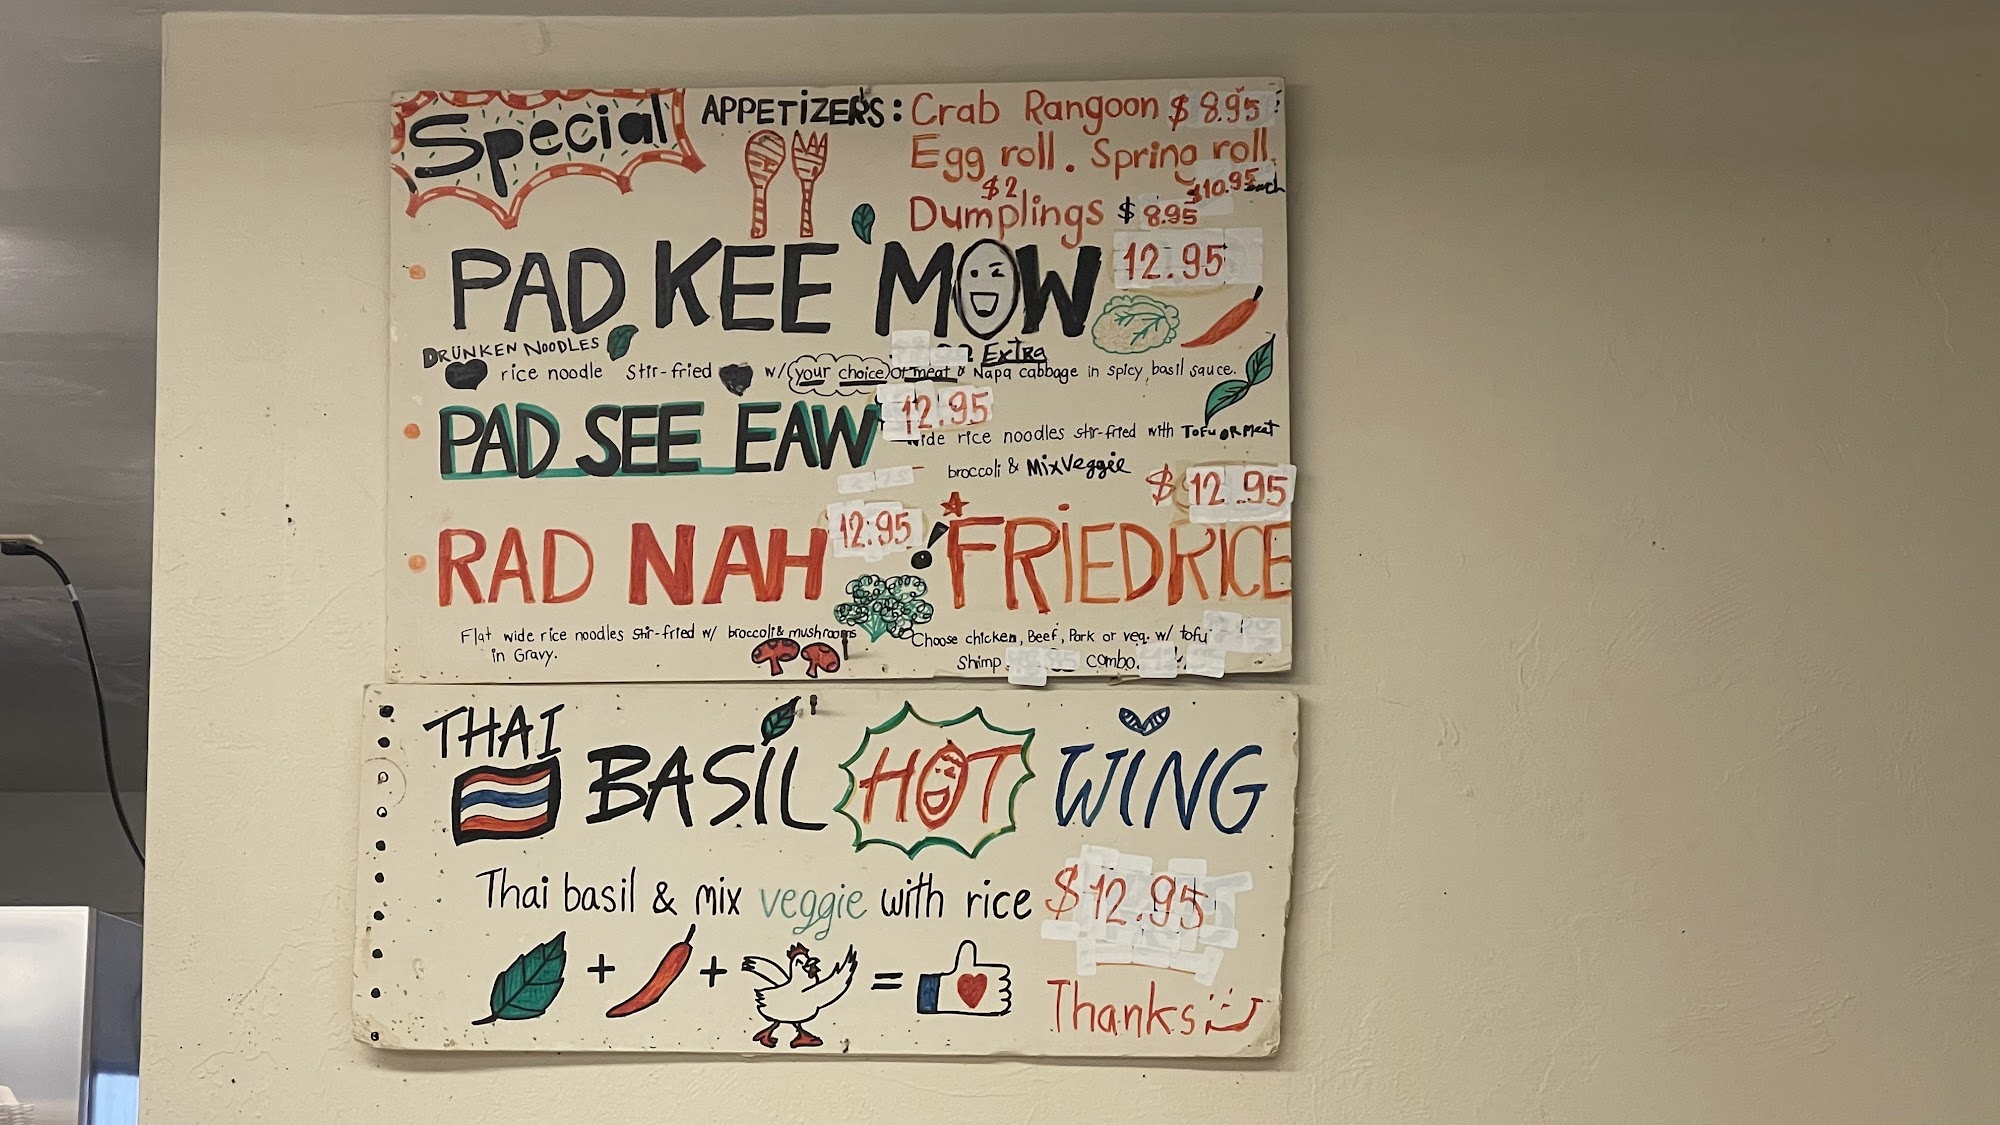 Special
APPETIZERS: Crab Rangoon $8.95
Egg roll. Spring roll.
$2 $10.95 each
Dumplings $8.95
PAD KEE MOW 12.95
DRUNKEN NOODLES
Extra
rice noodle stir-fried w/ your choice of meat & Napa cabbage in spicy basil sauce.
PAD SEE EAW 12.95
wide rice noodles stir-fried with TOFU OR Meat
broccoli & MixVeggie
$12.95
RAD NAH 12.95 FRIEDRICE
Flat wide rice noodles stir-fried w/ broccoli & mushrooms
in Gravy.
Choose chicken, Beef, Pork or veg. w/ tofu
Shimp combo.
THAI BASIL HOT WING
Thai basil & mix veggie with rice $12.95
+ + =
Thanks